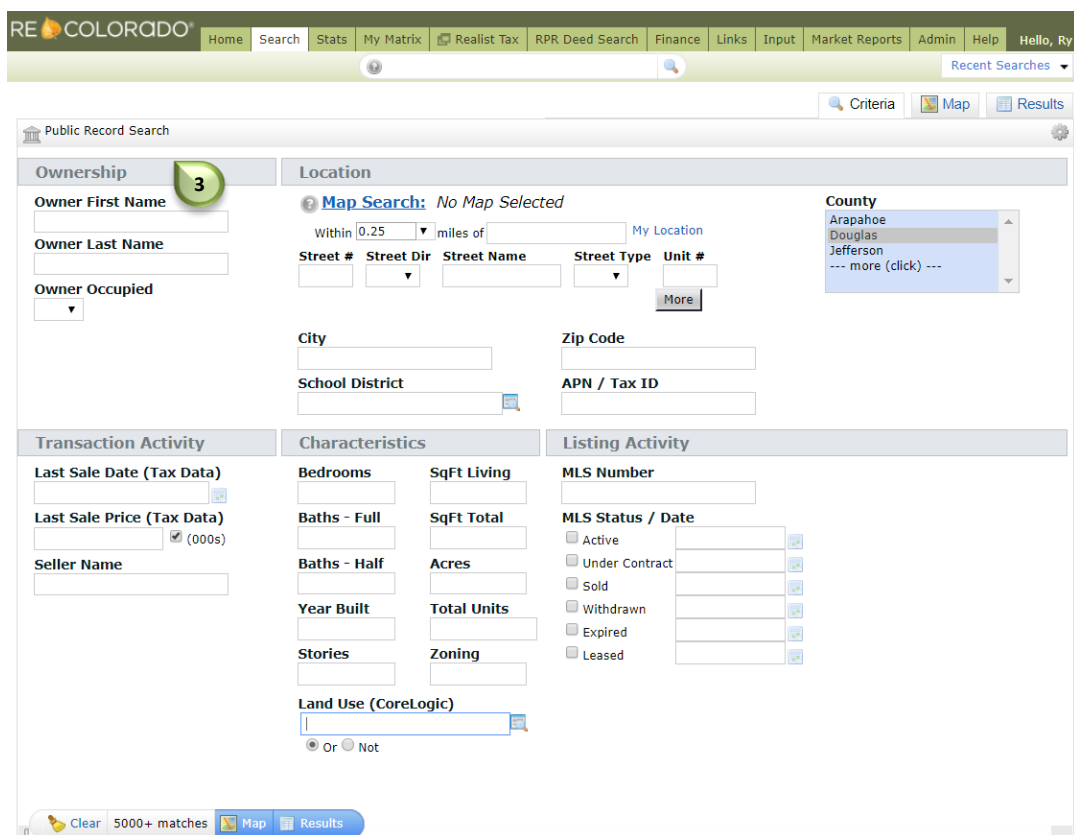 RE COLORADO®
Home Search Stats My Matrix Realist Tax RPR Deed Search Finance Links Input Market Reports Admin Help Hello, Ry
Recent Searches
Criteria Map Results
Public Record Search
Ownership
3
Owner First Name
Owner Last Name
Owner Occupied
Location
Map Search: No Map Selected
Within 0.25 miles of My Location
Street # Street Dir Street Name Street Type Unit #
More
County
Arapahoe
Douglas
Jefferson
--- more (click) ---
City Zip Code
School District APN / Tax ID
Transaction Activity
Last Sale Date (Tax Data)
Last Sale Price (Tax Data)
(000s)
Seller Name
Characteristics
Bedrooms SqFt Living
Baths - Full SqFt Total
Baths - Half Acres
Year Built Total Units
Stories Zoning
Land Use (CoreLogic)
Or Not
Listing Activity
MLS Number
MLS Status / Date
Active
Under Contract
Sold
Withdrawn
Expired
Leased
Clear 5000+ matches Map Results